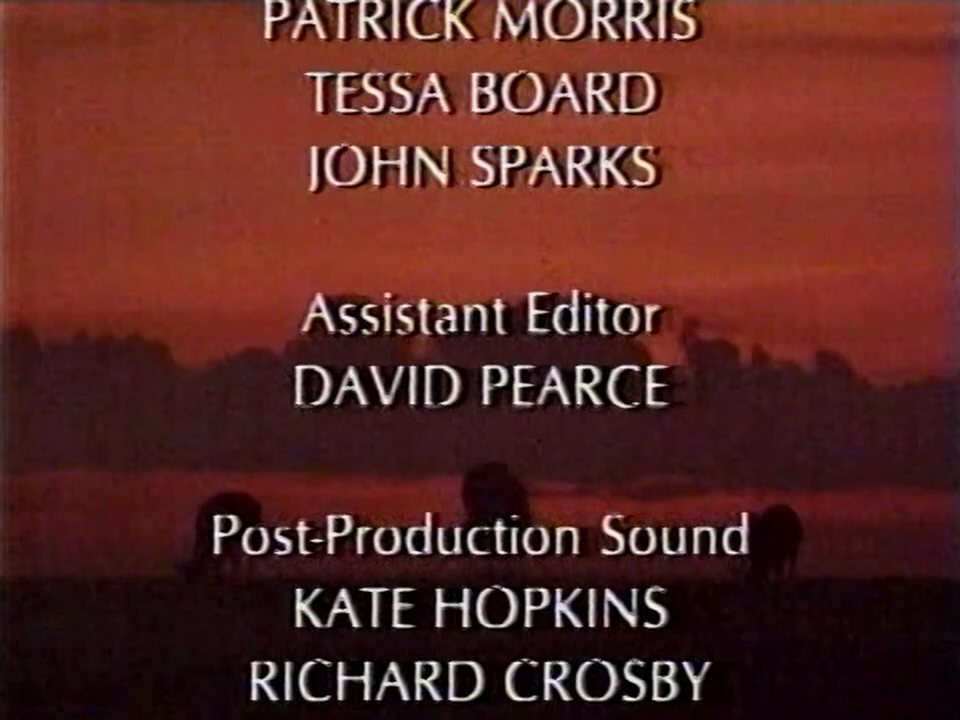 PATRICK MORRIS
TESSA BOARD
JOHN SPARKS
Assistant Editor
DAVID PEARCE
Post-Production Sound
KATE HOPKINS
RICHARD CROSBY